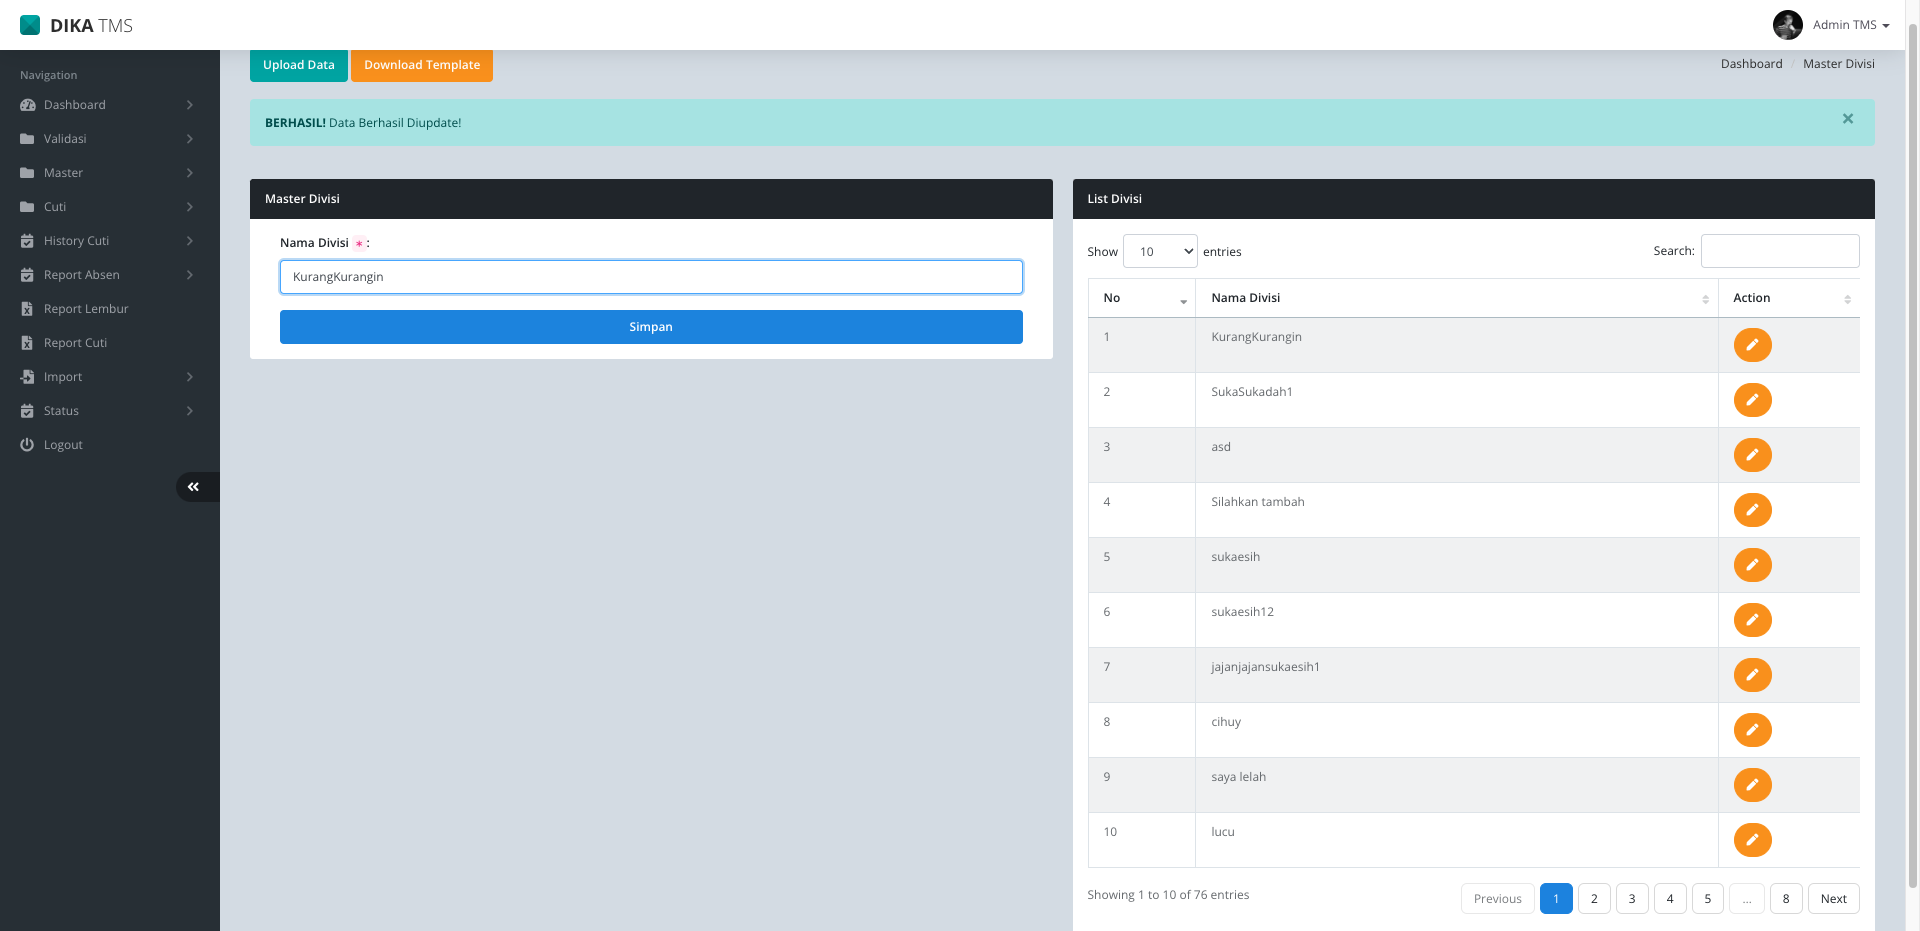 DIKA TMS
Admin TMS
Navigation
Dashboard
Validasi
Master
Cuti
History Cuti
Report Absen
Report Lembur
Report Cuti
Import
Status
Logout
Upload Data
Download Template
Dashboard / Master Divisi
BERHASIL! Data Berhasil Diupdate!
×
Master Divisi
Nama Divisi * :
KurangKurangin
Simpan
List Divisi
Show 10 entries
Search:
No Nama Divisi Action
1 KurangKurangin
2 SukaSukadah1
3 asd
4 Silahkan tambah
5 sukaesih
6 sukaesih12
7 jajanjajansukaesih1
8 cihuy
9 saya lelah
10 lucu
Showing 1 to 10 of 76 entries
Previous 1 2 3 4 5 ... 8 Next